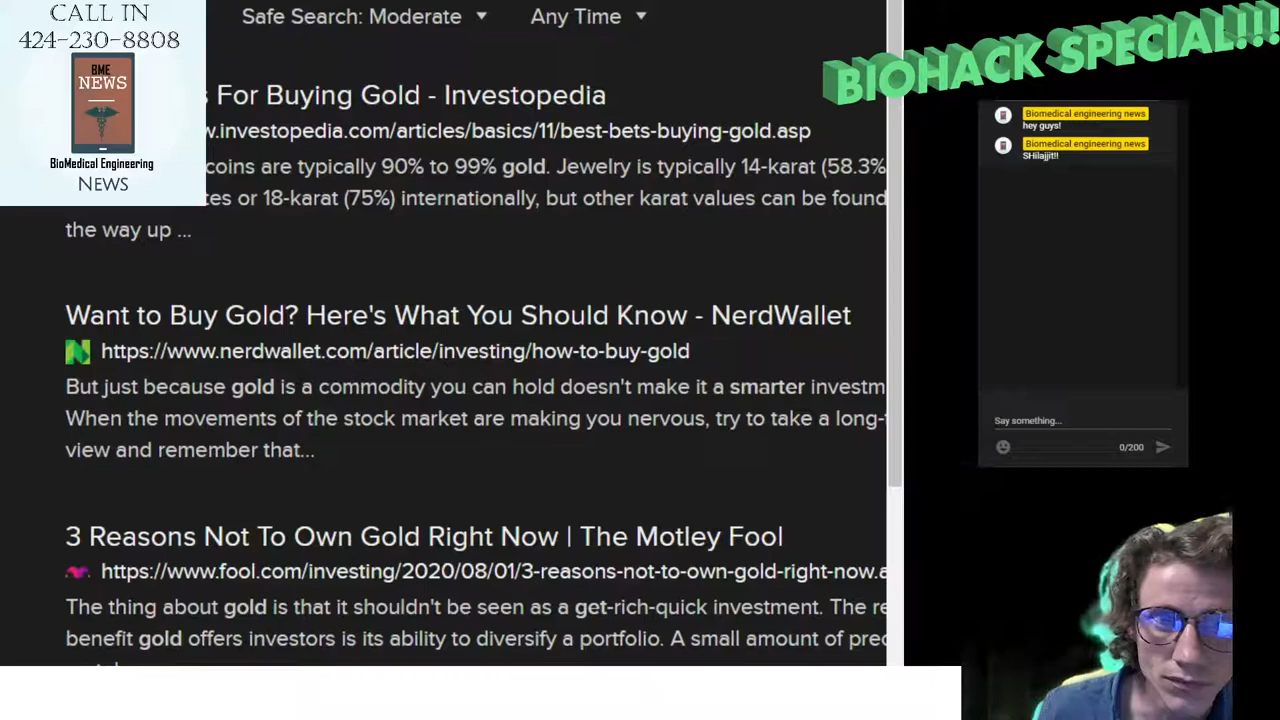 CALL IN
424-230-8808
BME
NEWS
BioMedical Engineering
NEWS
Safe Search: Moderate
Any Time
BIOHACK SPECIAL!!!
For Buying Gold - Investopedia
.investopedia.com/articles/basics/11/best-bets-buying-gold.asp
coins are typically 90% to 99% gold. Jewelry is typically 14-karat (58.3%
or 18-karat (75%) internationally, but other karat values can be found
the way up ...
Want to Buy Gold? Here's What You Should Know - NerdWallet
https://www.nerdwallet.com/article/investing/how-to-buy-gold
But just because gold is a commodity you can hold doesn't make it a smarter investm
When the movements of the stock market are making you nervous, try to take a long-
view and remember that...
3 Reasons Not To Own Gold Right Now | The Motley Fool
https://www.fool.com/investing/2020/08/01/3-reasons-not-to-own-gold-right-now.a
The thing about gold is that it shouldn't be seen as a get-rich-quick investment. The re
benefit gold offers investors is its ability to diversify a portfolio. A small amount of prec
Biomedical engineering news
hey guys!
Biomedical engineering news
SHilajjit!!
Say something...
0/200